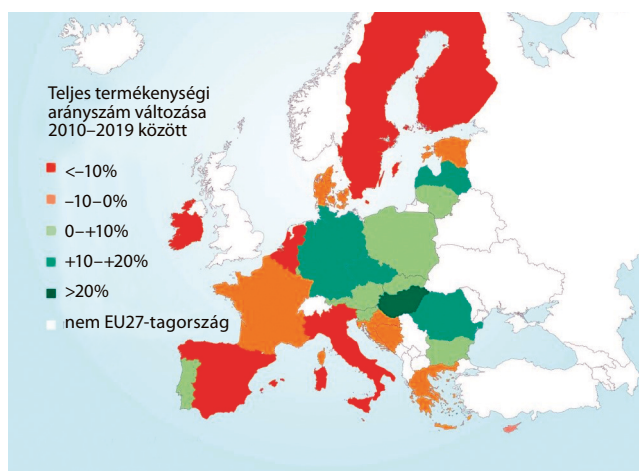 Teljes termékenységi
arányszám változása
2010–2019 között
<–10%
–10–0%
0–+10%
+10–+20%
>20%
nem EU27-tagország